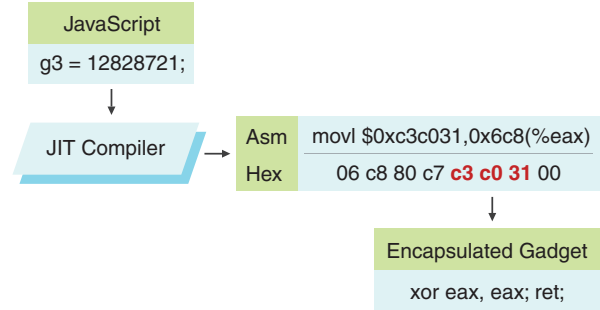 JavaScript
g3 = 12828721;
JIT Compiler
Asm movl $0xc3c031,0x6c8(%eax)
Hex 06 c8 80 c7 c3 c0 31 00
Encapsulated Gadget
xor eax, eax; ret;